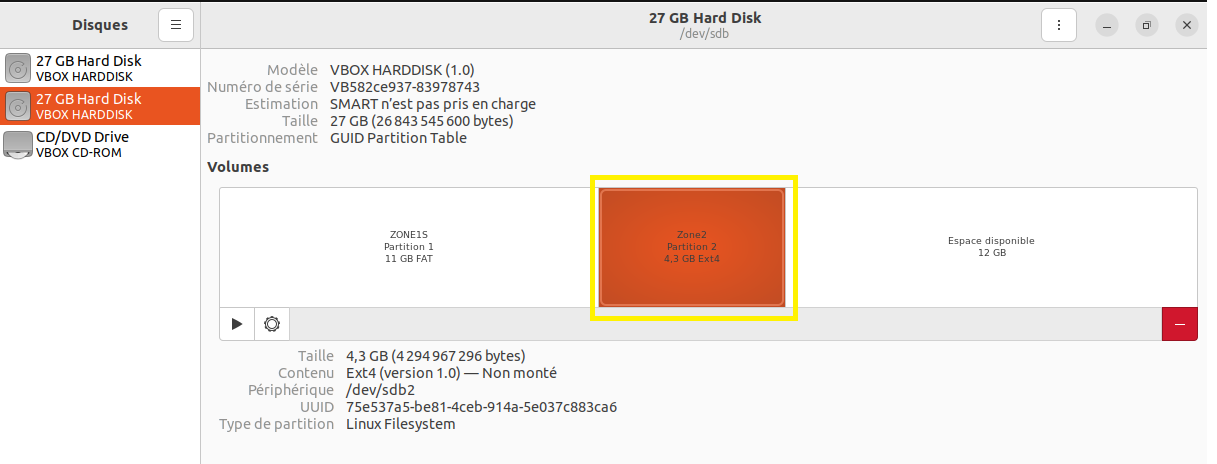 Disques
27 GB Hard Disk
/dev/sdb
27 GB Hard Disk
VBOX HARDDISK
27 GB Hard Disk
VBOX HARDDISK
CD/DVD Drive
VBOX CD-ROM
Modèle VBOX HARDDISK (1.0)
Numéro de série VB582ce937-83978743
Estimation SMART n’est pas pris en charge
Taille 27 GB (26 843 545 600 bytes)
Partitionnement GUID Partition Table
Volumes
ZONE1S
Partition 1
11 GB FAT
Zone2
Partition 2
4,3 GB Ext4
Espace disponible
12 GB
Taille 4,3 GB (4 294 967 296 bytes)
Contenu Ext4 (version 1.0) — Non monté
Périphérique /dev/sdb2
UUID 75e537a5-be81-4ceb-914a-5e037c883ca6
Type de partition Linux Filesystem